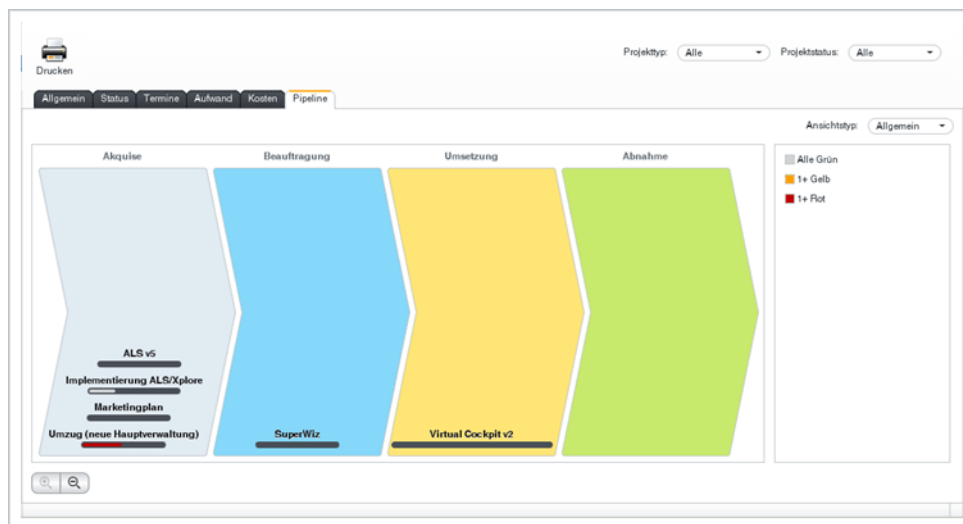 Projekttyp: Alle Projektstatus: Alle
Drucken
Allgemein Status Termine Aufwand Kosten Pipeline
Ansichtstyp: Allgemein
Akquise Beauftragung Umsetzung Abnahme
Alle Grün
1+ Gelb
1+ Rot
ALS v5
Implementierung ALS/Xplore
Marketingplan
Umzug (neue Hauptverwaltung)
SuperWiz
Virtual Cockpit v2